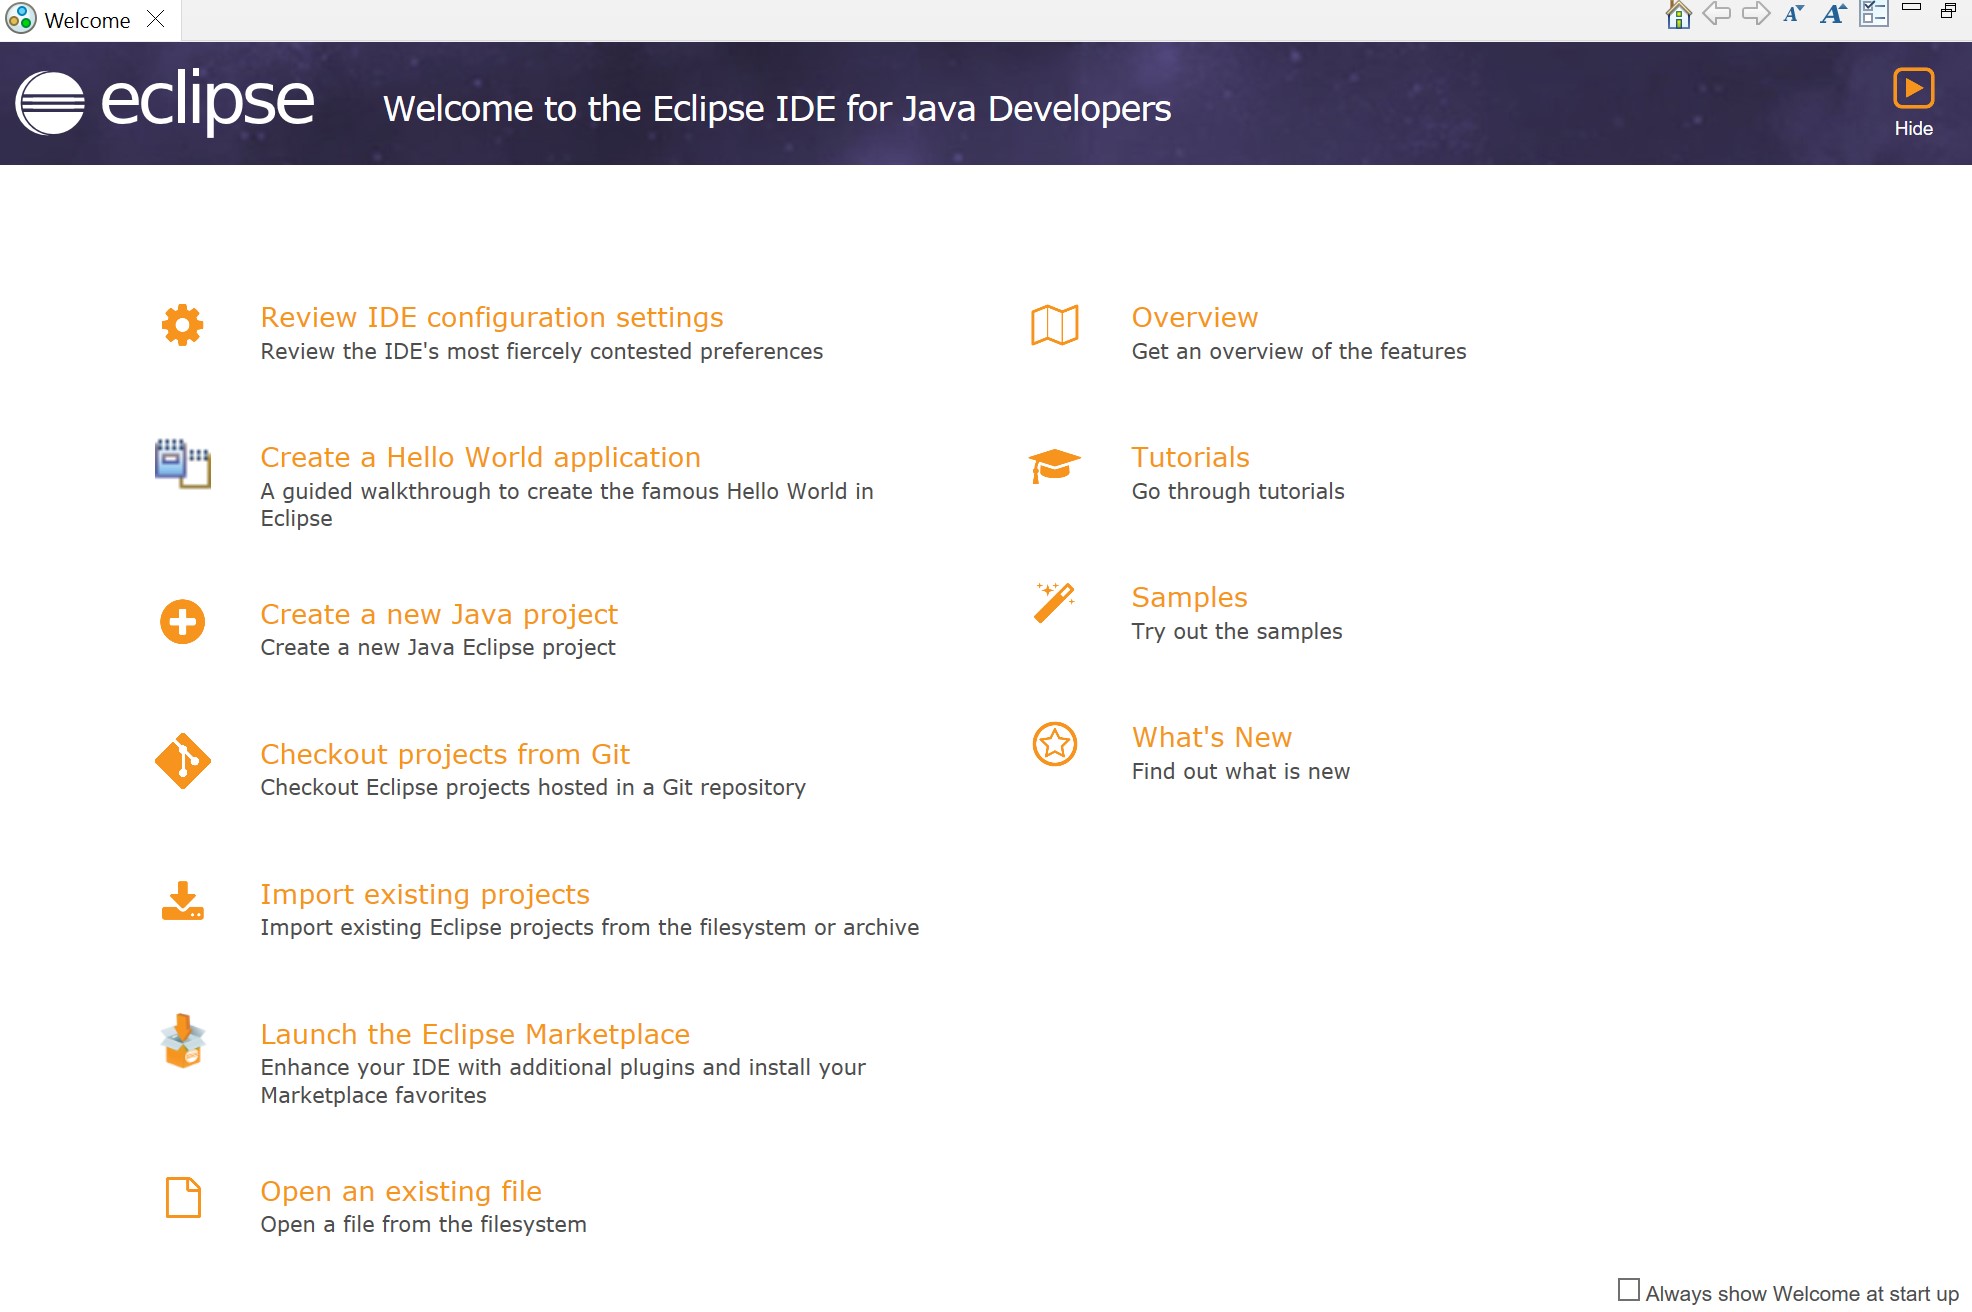 Welcome
eclipse
Welcome to the Eclipse IDE for Java Developers
Hide
Review IDE configuration settings
Review the IDE's most fiercely contested preferences
Create a Hello World application
A guided walkthrough to create the famous Hello World in
Eclipse
Create a new Java project
Create a new Java Eclipse project
Checkout projects from Git
Checkout Eclipse projects hosted in a Git repository
Import existing projects
Import existing Eclipse projects from the filesystem or archive
Launch the Eclipse Marketplace
Enhance your IDE with additional plugins and install your
Marketplace favorites
Open an existing file
Open a file from the filesystem
Overview
Get an overview of the features
Tutorials
Go through tutorials
Samples
Try out the samples
What's New
Find out what is new
Always show Welcome at start up